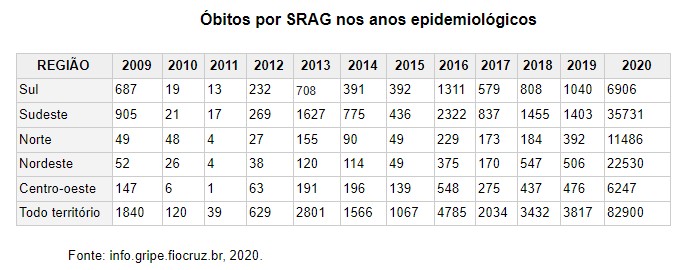 Óbitos por SRAG nos anos epidemiológicos
REGIÃO 2009 2010 2011 2012 2013 2014 2015 2016 2017 2018 2019 2020
Sul 687 19 13 232 708 391 392 1311 579 808 1040 6906
Sudeste 905 21 17 269 1627 775 436 2322 837 1455 1403 35731
Norte 49 48 4 27 155 90 49 229 173 184 392 11486
Nordeste 52 26 4 38 120 114 49 375 170 547 506 22530
Centro-oeste 147 6 1 63 191 196 139 548 275 437 476 6247
Todo território 1840 120 39 629 2801 1566 1067 4785 2034 3432 3817 82900
Fonte: info.gripe.fiocruz.br, 2020.